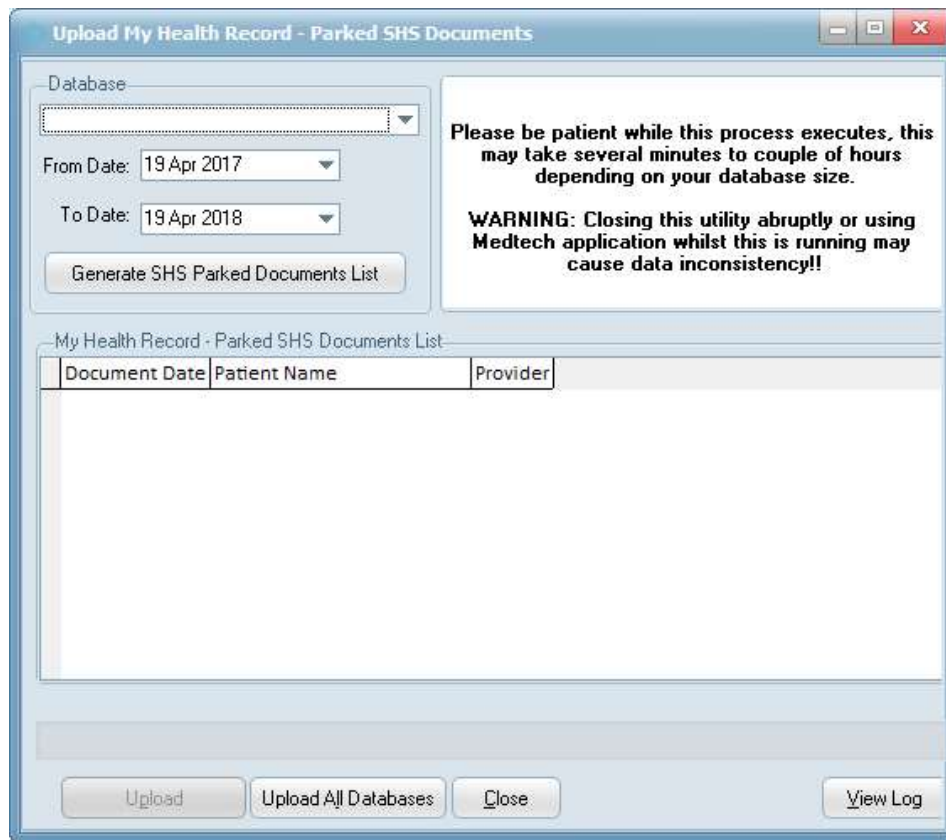 Upload My Health Record - Parked SHS Documents
Database
From Date: 19 Apr 2017
To Date: 19 Apr 2018
Generate SHS Parked Documents List
Please be patient while this process executes, this
may take several minutes to couple of hours
depending on your database size.
WARNING: Closing this utility abruptly or using
Medtech application whilst this is running may
cause data inconsistency!!
My Health Record - Parked SHS Documents List
Document Date Patient Name Provider
Upload Upload All Databases Close View Log